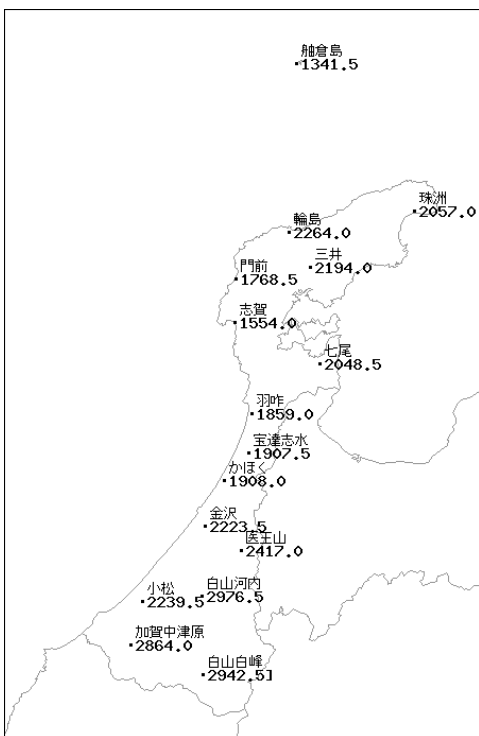 舳倉島
1341.5
珠洲
2057.0
輪島
2264.0
三井
2194.0
門前
1768.5
志賀
1554.0
七尾
2048.5
羽咋
1859.0
宝達志水
1907.5
かほく
1908.0
金沢
2223.5
医王山
2417.0
白山河内
2976.5
小松
2239.5
加賀中津原
2864.0
白山白峰
2942.5]